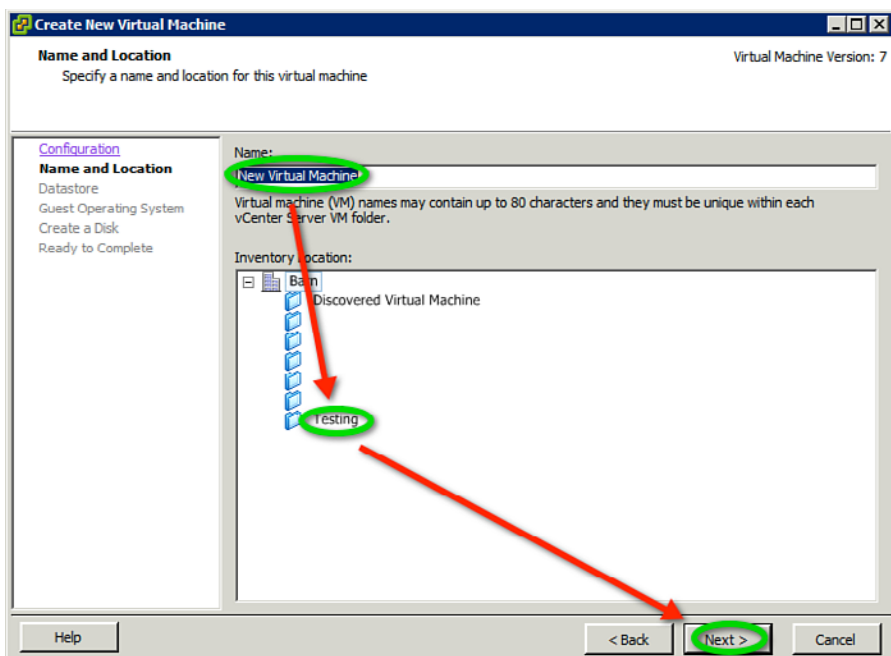 Create New Virtual Machine
Name and Location
Virtual Machine Version: 7
Specify a name and location for this virtual machine
Configuration
Name and Location
Datastore
Guest Operating System
Create a Disk
Ready to Complete
Name:
New Virtual Machine
Virtual machine (VM) names may contain up to 80 characters and they must be unique within each
vCenter Server VM folder.
Inventory Location:
Barn
Discovered Virtual Machine
Testing
Help
< Back
Next >
Cancel